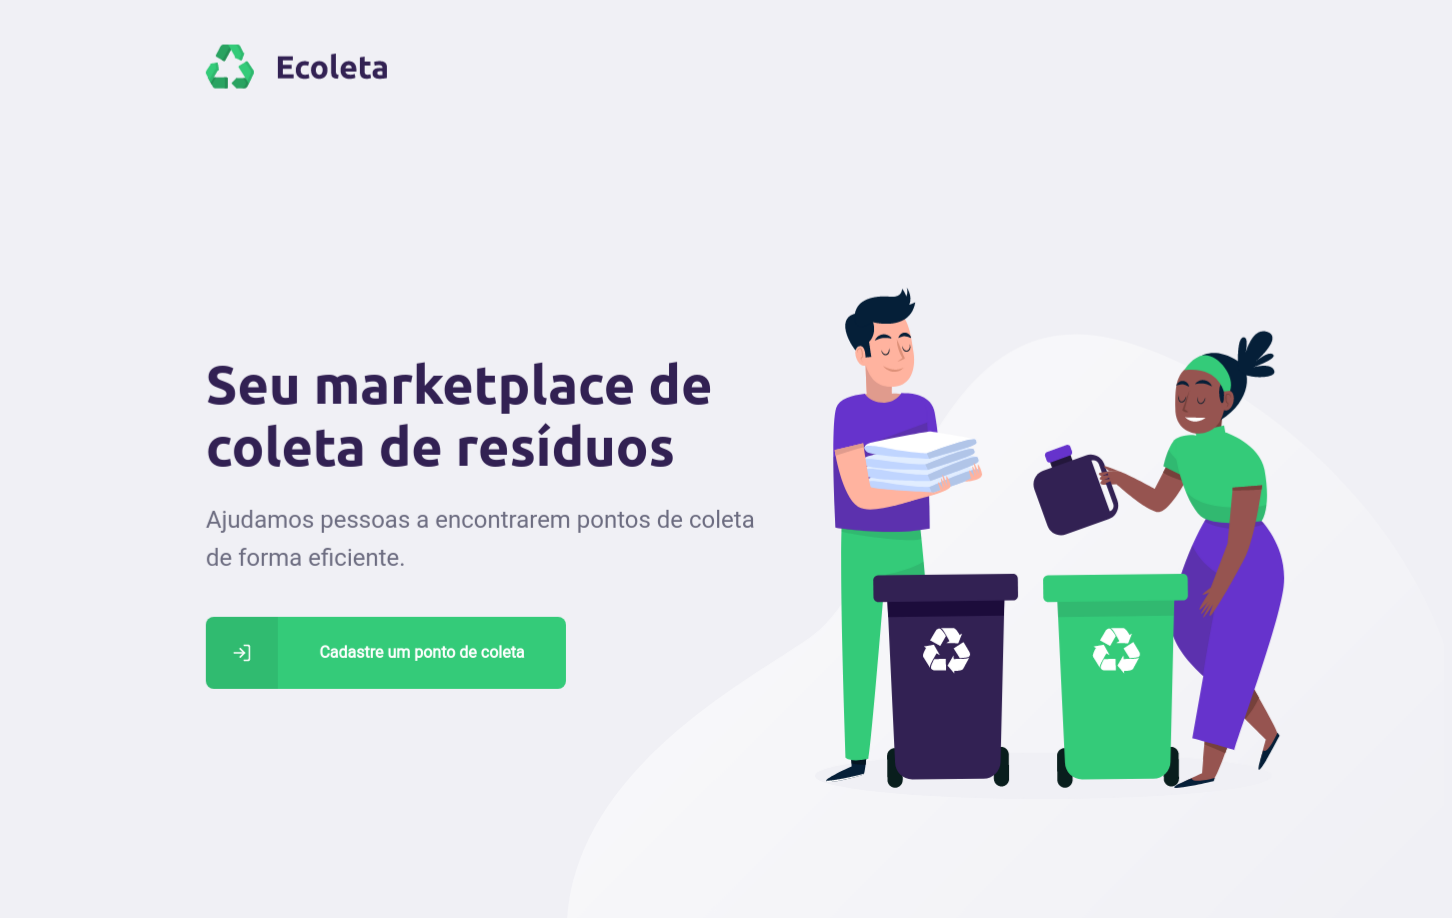 Ecoleta
Seu marketplace de
coleta de resíduos
Ajudamos pessoas a encontrarem pontos de coleta
de forma eficiente.
Cadastre um ponto de coleta